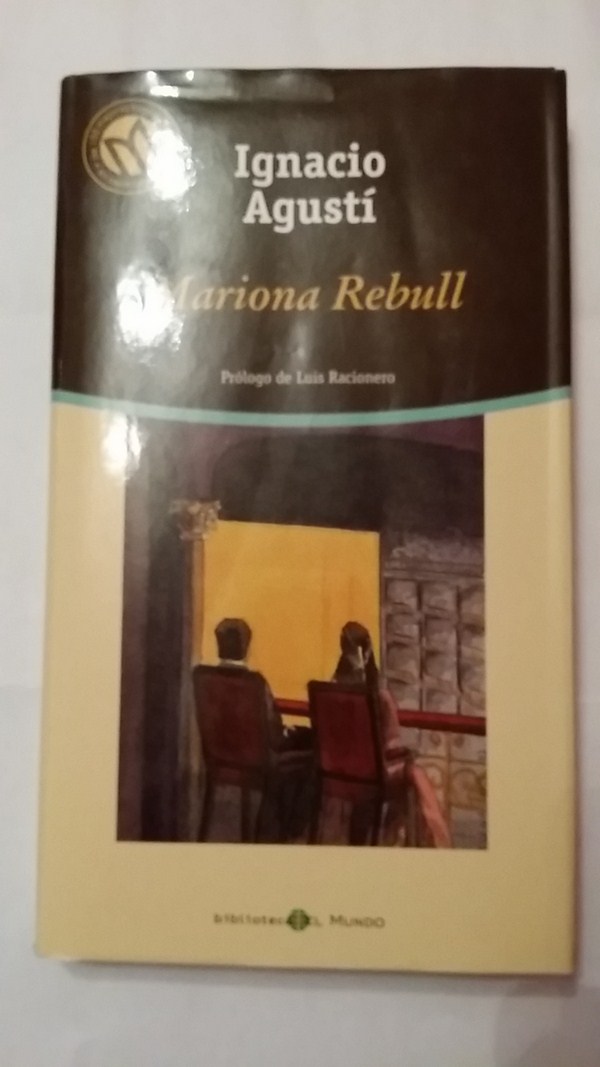 Ignacio
Agustí
Mariona Rebull
Prólogo de Luis Racionero
biblioteca EL MUNDO